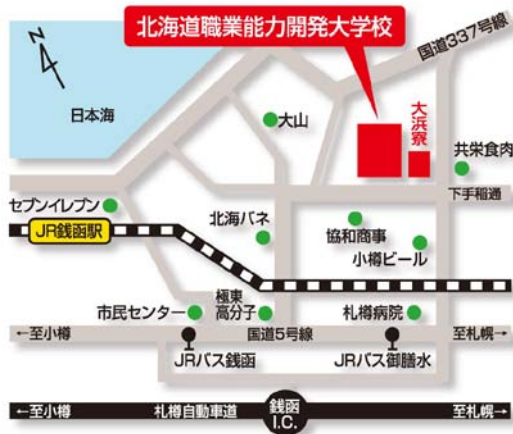 北海道職業能力開発大学校
国道337号線
N
日本海
大山
大浜寮
共栄食肉
下手稲通
セブンイレブン
JR銭函駅
北海バネ
協和商事
小樽ビール
市民センター
極東
高分子
札樽病院
←至小樽
国道5号線
至札幌→
JRバス銭函
JRバス御膳水
←至小樽
札樽自動車道
銭函
I.C.
至札幌→